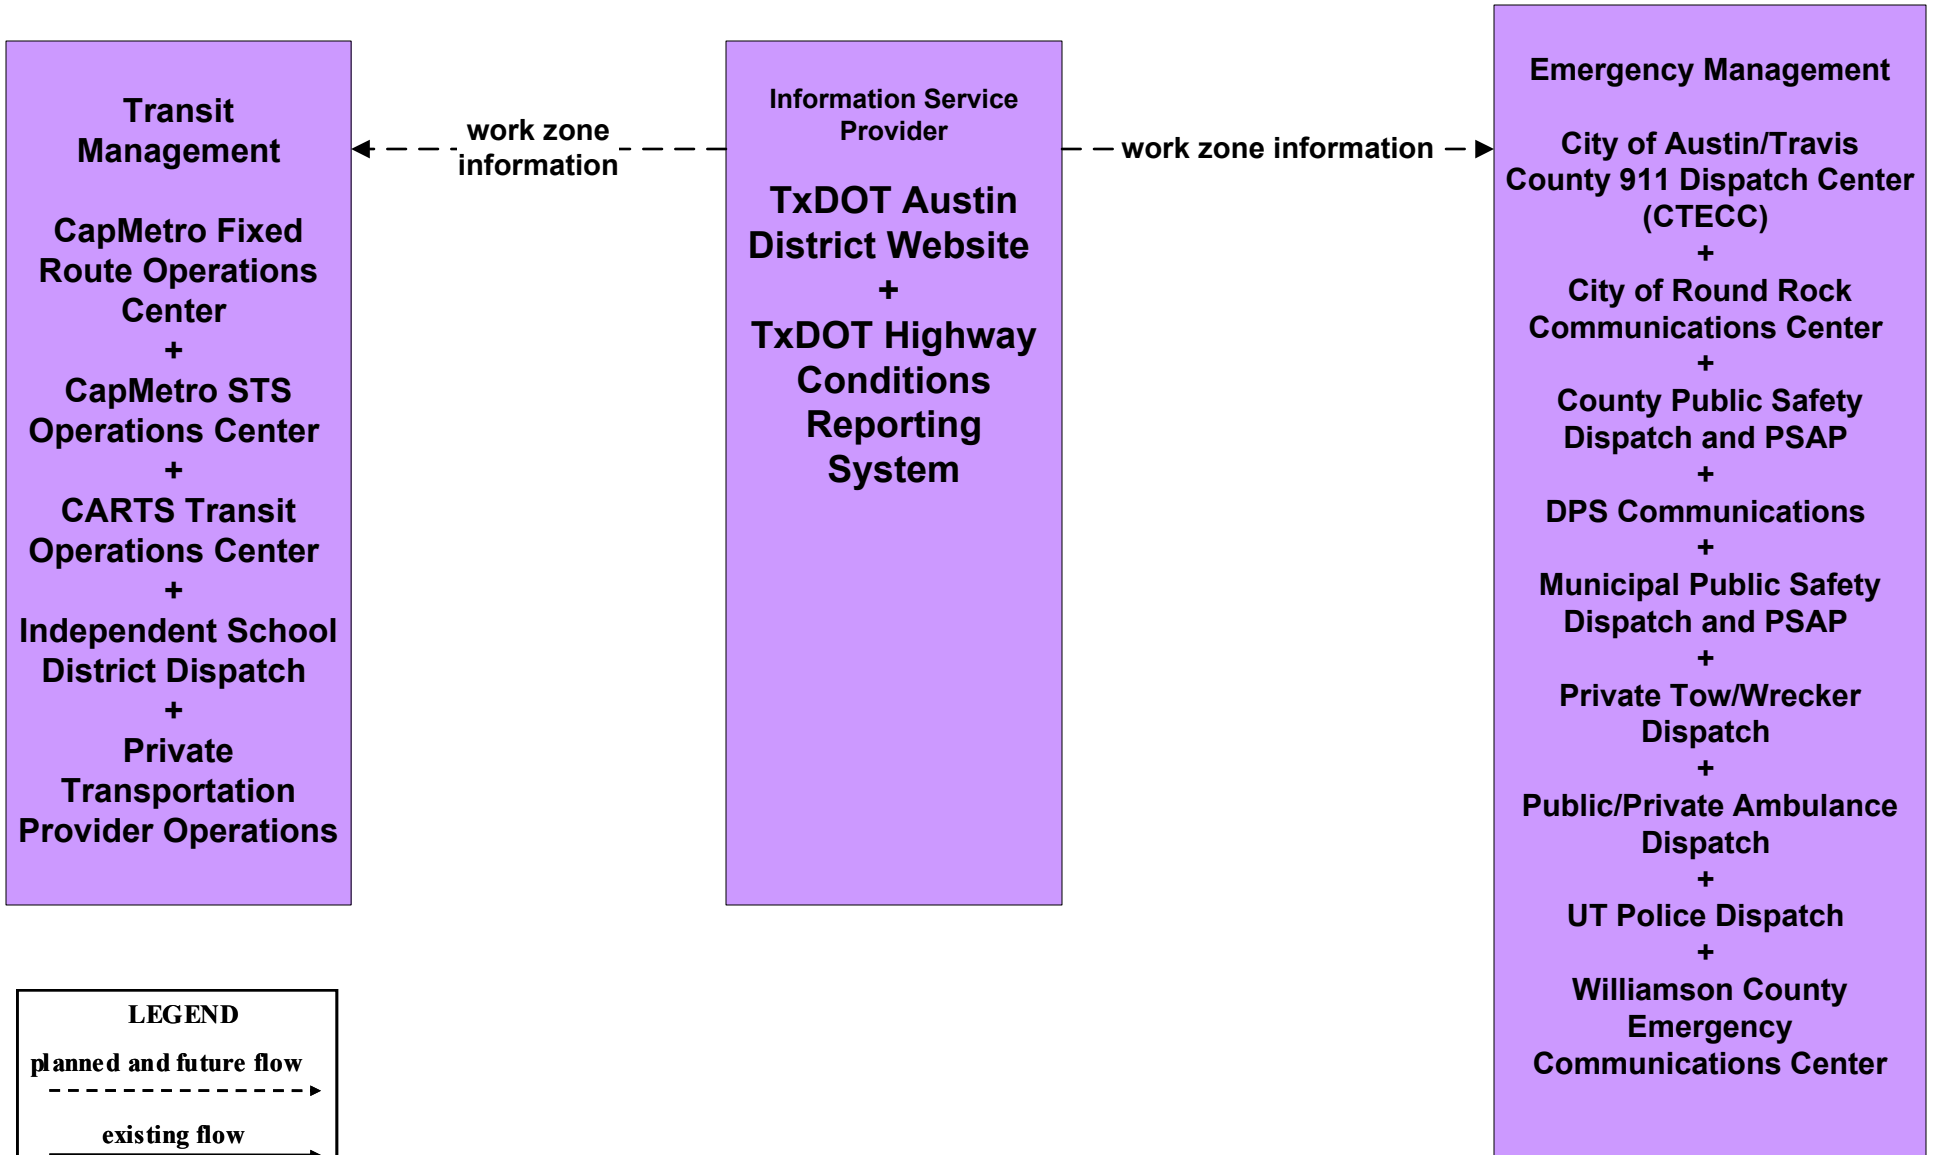 Transit
Management
CapMetro Fixed
Route Operations
Center
+
CapMetro STS
Operations Center
+
CARTS Transit
Operations Center
+
Independent School
District Dispatch
+
Private
Transportation
Provider Operations
work zone
information
Information Service
Provider
TxDOT Austin
District Website
+
TxDOT Highway
Conditions
Reporting
System
work zone information
Emergency Management
City of Austin/Travis
County 911 Dispatch Center
(CTECC)
+
City of Round Rock
Communications Center
+
County Public Safety
Dispatch and PSAP
+
DPS Communications
+
Municipal Public Safety
Dispatch and PSAP
+
Private Tow/Wrecker
Dispatch
+
Public/Private Ambulance
Dispatch
+
UT Police Dispatch
+
Williamson County
Emergency
Communications Center
LEGEND
planned and future flow
existing flow